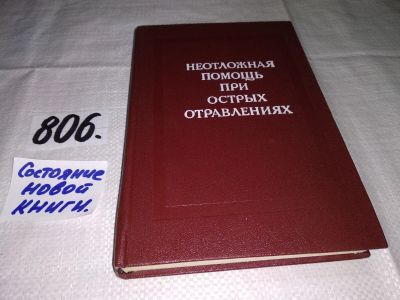 НЕОТЛОЖНАЯ
ПОМОЩЬ
ПРИ
ОСТРЫХ
ОТРАВЛЕНИЯХ
806.
Состояние
новой
книги.